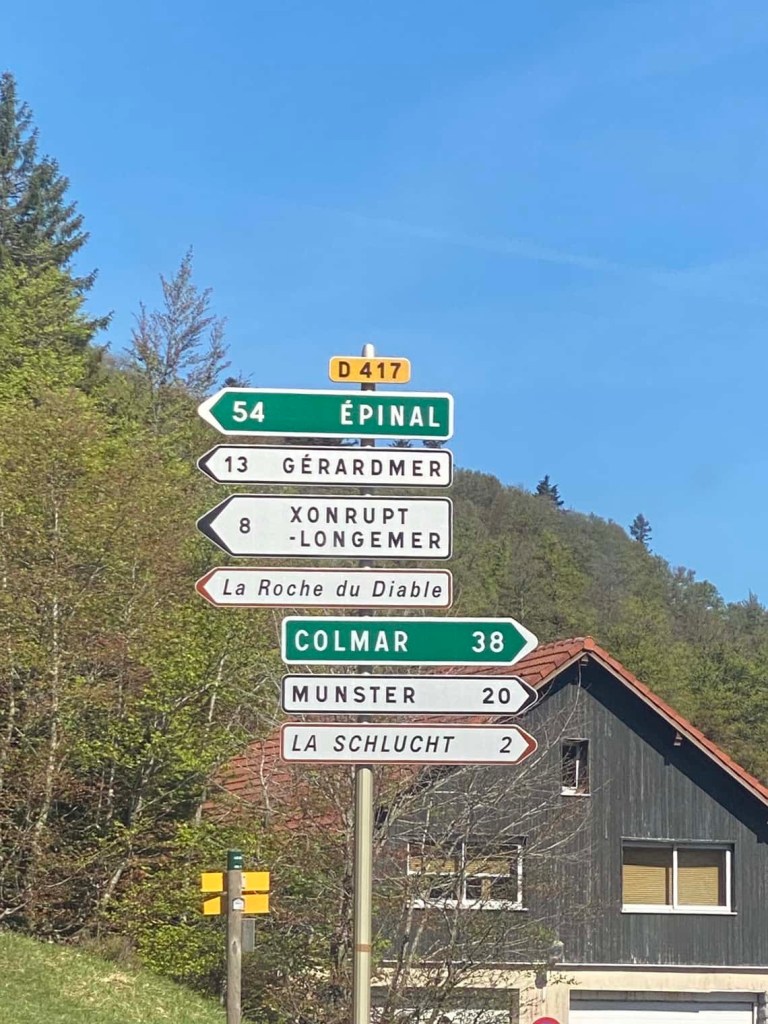 D 417
54 ÉPINAL
13 GÉRARDMER
8 XONRUPT
-LONGEMER
La Roche du Diable
COLMAR 38
MUNSTER 20
LA SCHLUCHT 2